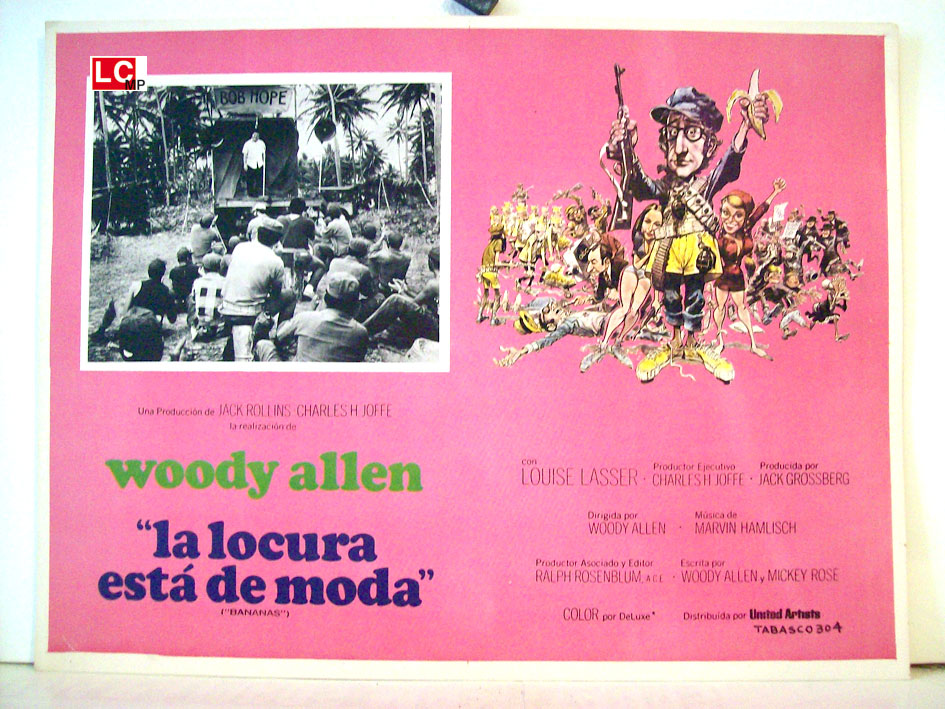 LC
MP
BOB HOPE
Una Producción de JACK ROLLINS CHARLES H JOFFE
la realización de
woody allen
"la locura
está de moda"
("BANANAS")
con
LOUISE LASSER · Productor Ejecutivo CHARLES H JOFFE · Producida por JACK GROSSBERG
Dirigida por WOODY ALLEN · Música de MARVIN HAMLISCH
Productor Asociado y Editor RALPH ROSENBLUM, A.C.E. · Escrita por WOODY ALLEN y MICKEY ROSE
COLOR por DeLuxe® Distribuida por United Artists
TABASCO 304